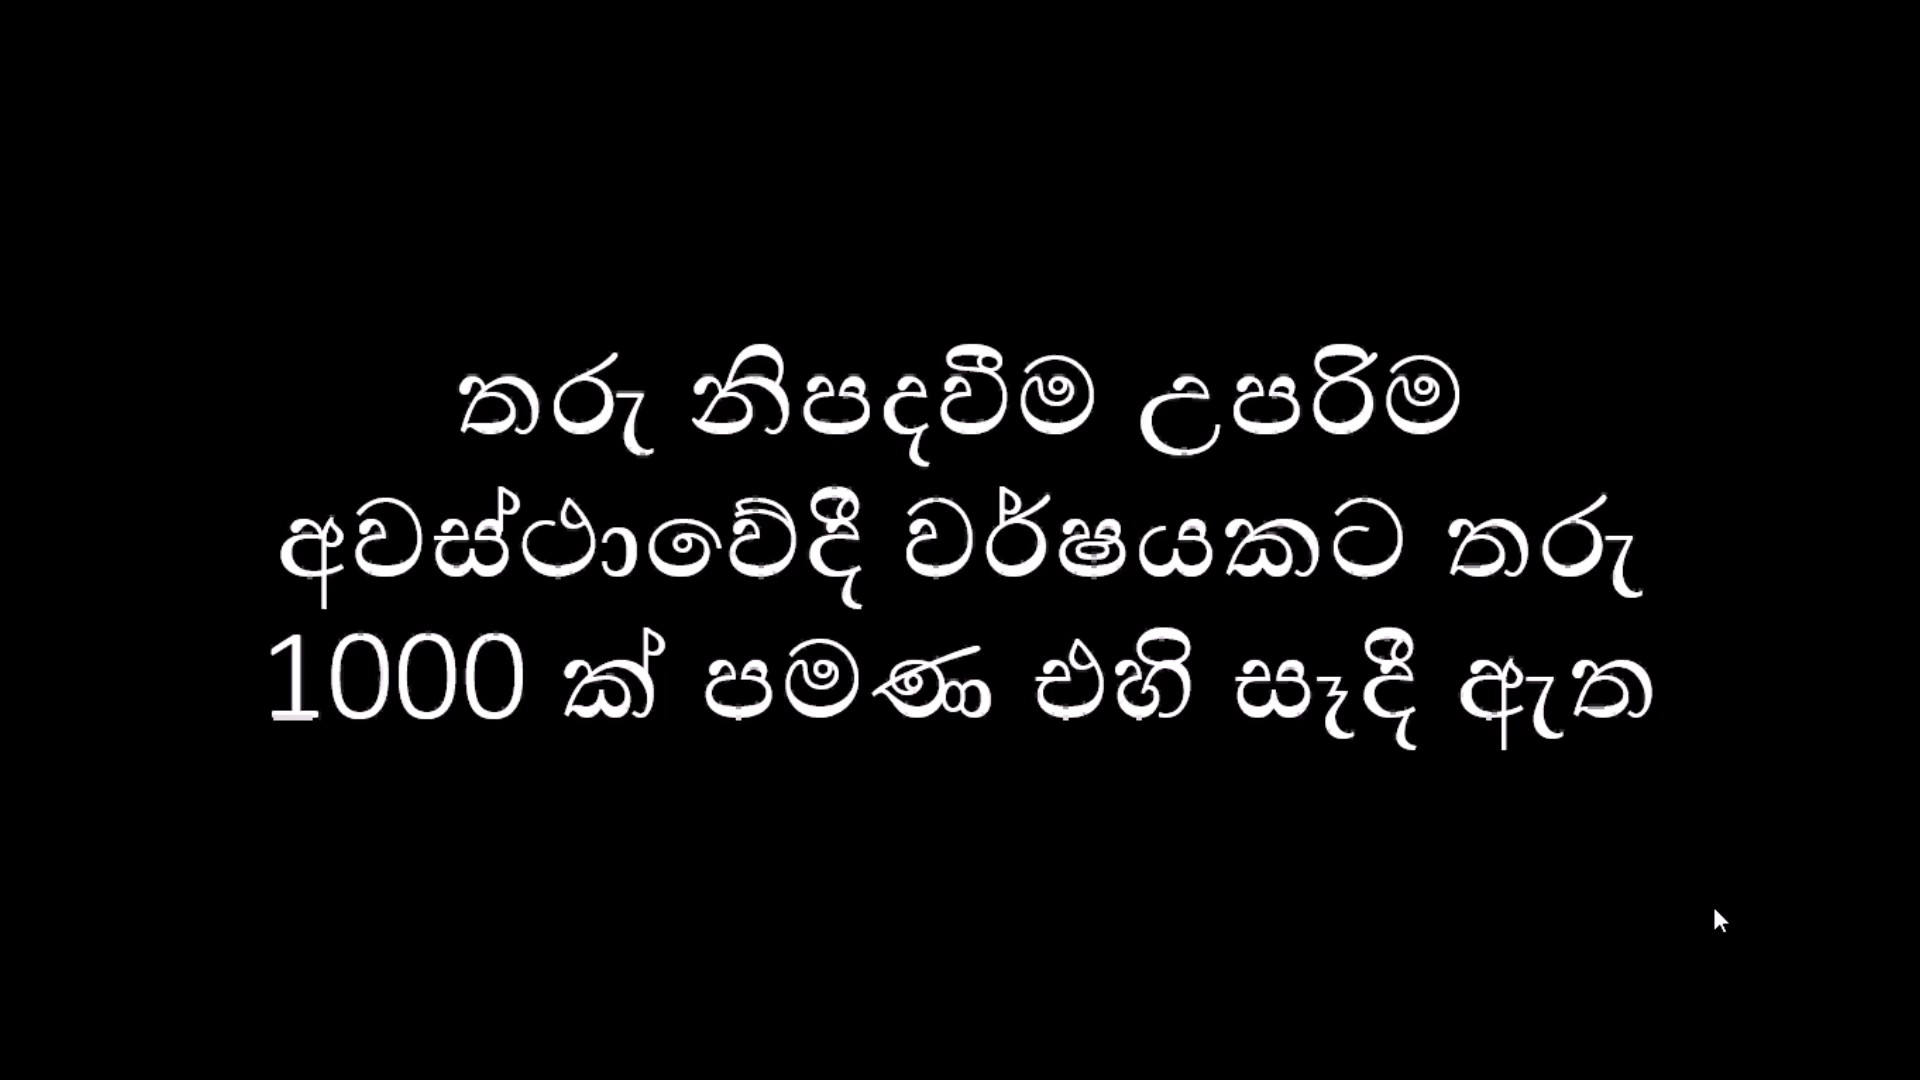 තරු නිපදවීම උපරිම
අවස්ථාවේදී වර්ෂයකට තරු
1000 ක් පමණ එහි සෑදී ඇත